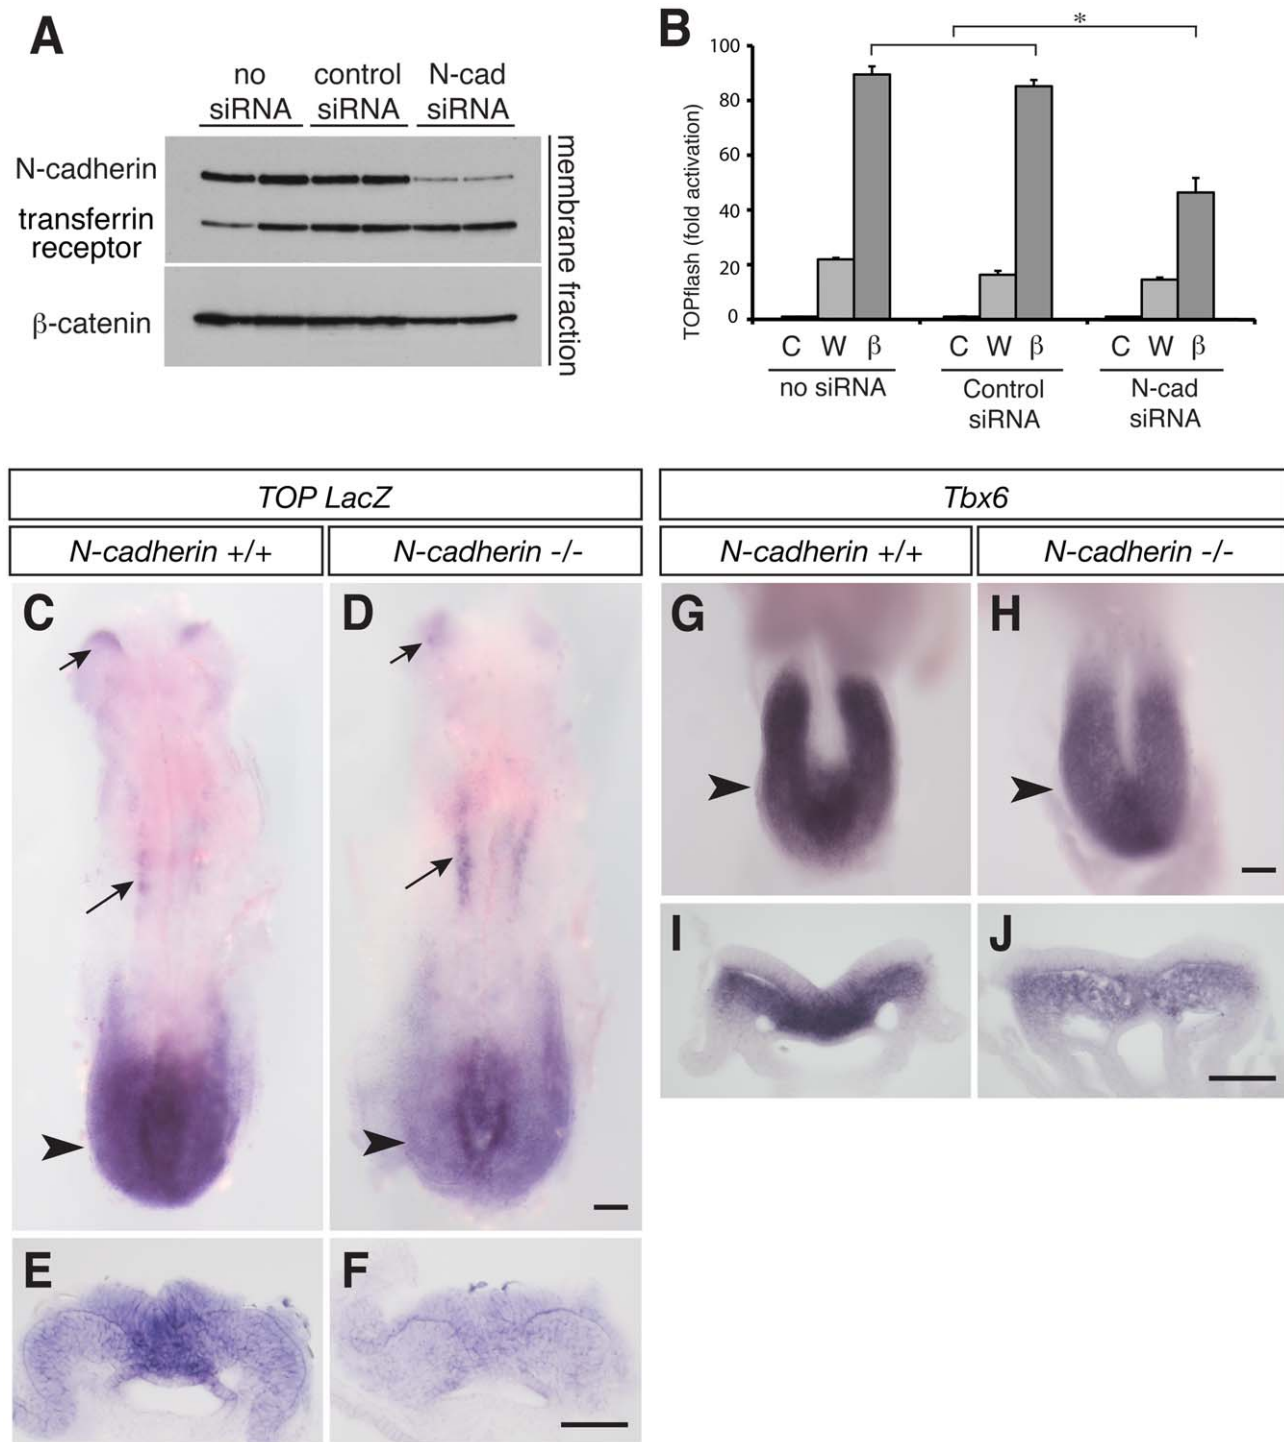 A
no
siRNA
control
siRNA
N-cad
siRNA
N-cadherin
transferrin
receptor
β-catenin
membrane fraction
B
*
TOPflash (fold activation)
100
80
60
40
20
0
C W β C W β C W β
no siRNA
Control
siRNA
N-cad
siRNA
TOP LacZ
N-cadherin +/+
N-cadherin -/-
C
D
E
F
Tbx6
N-cadherin +/+
N-cadherin -/-
G
H
I
J